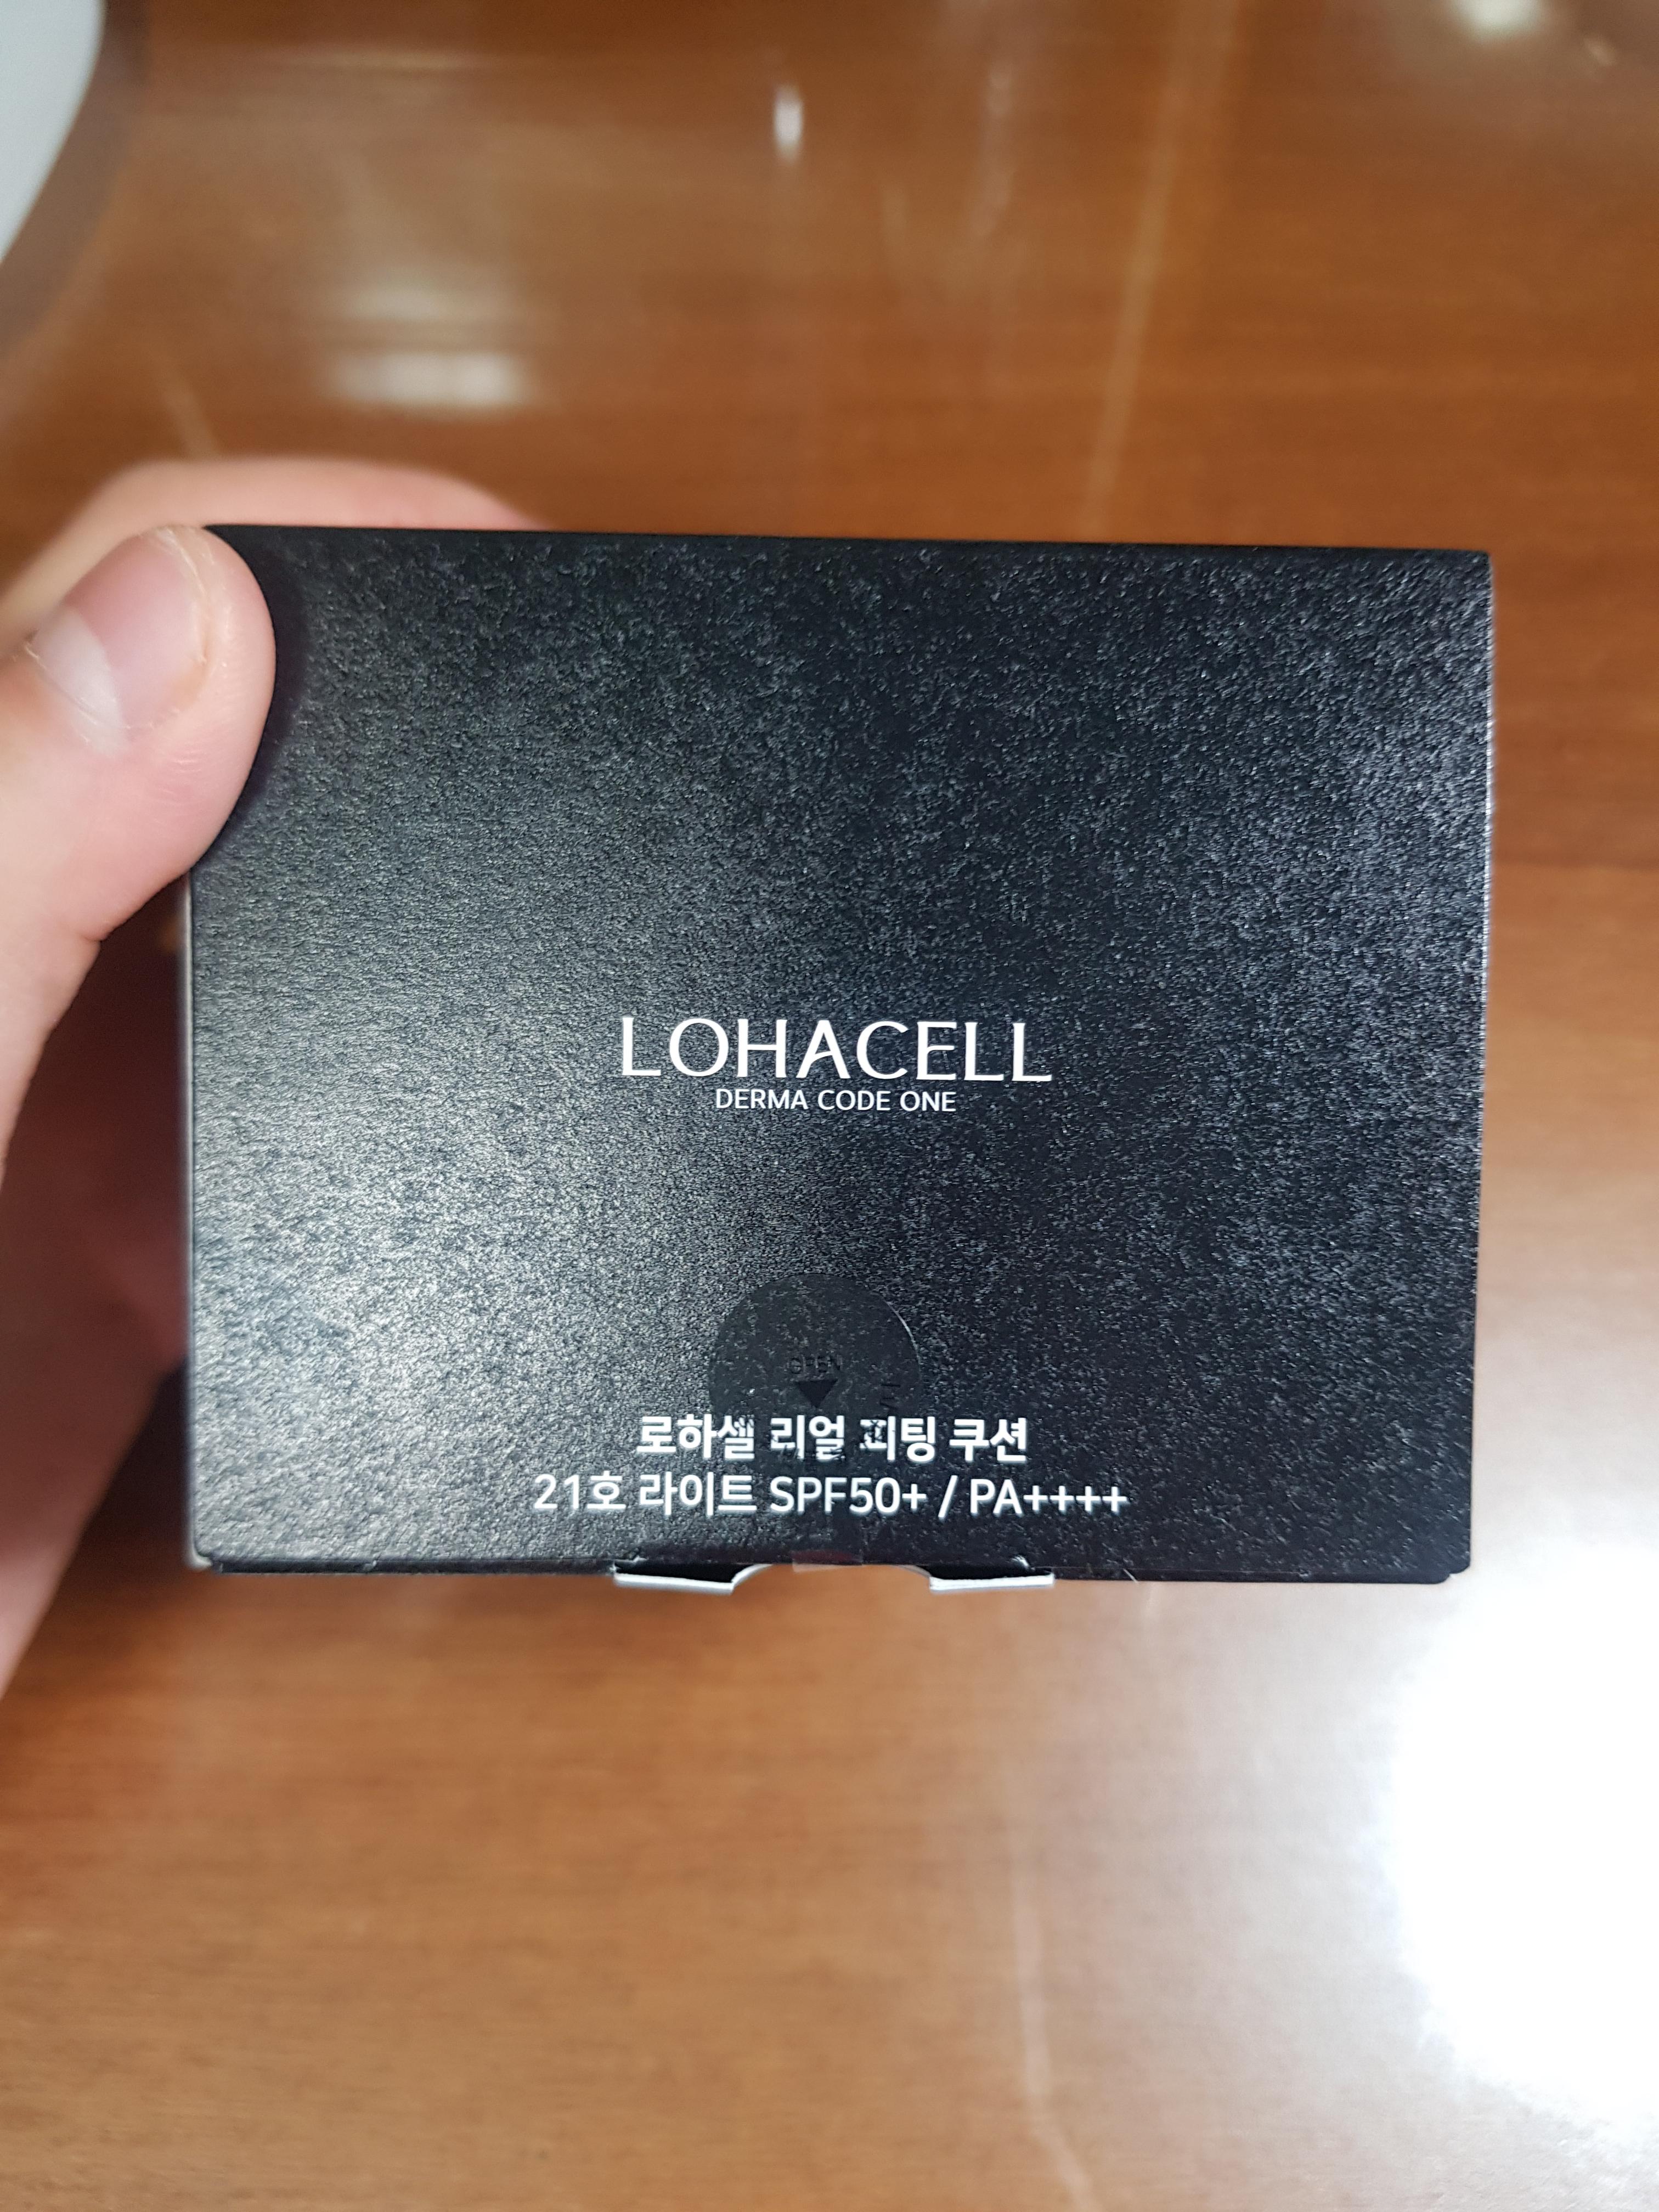 LOHACELL
DERMA CODE ONE
OPEN
로하셀 리얼 피팅 쿠션
21호 라이트 SPF50+ / PA++++